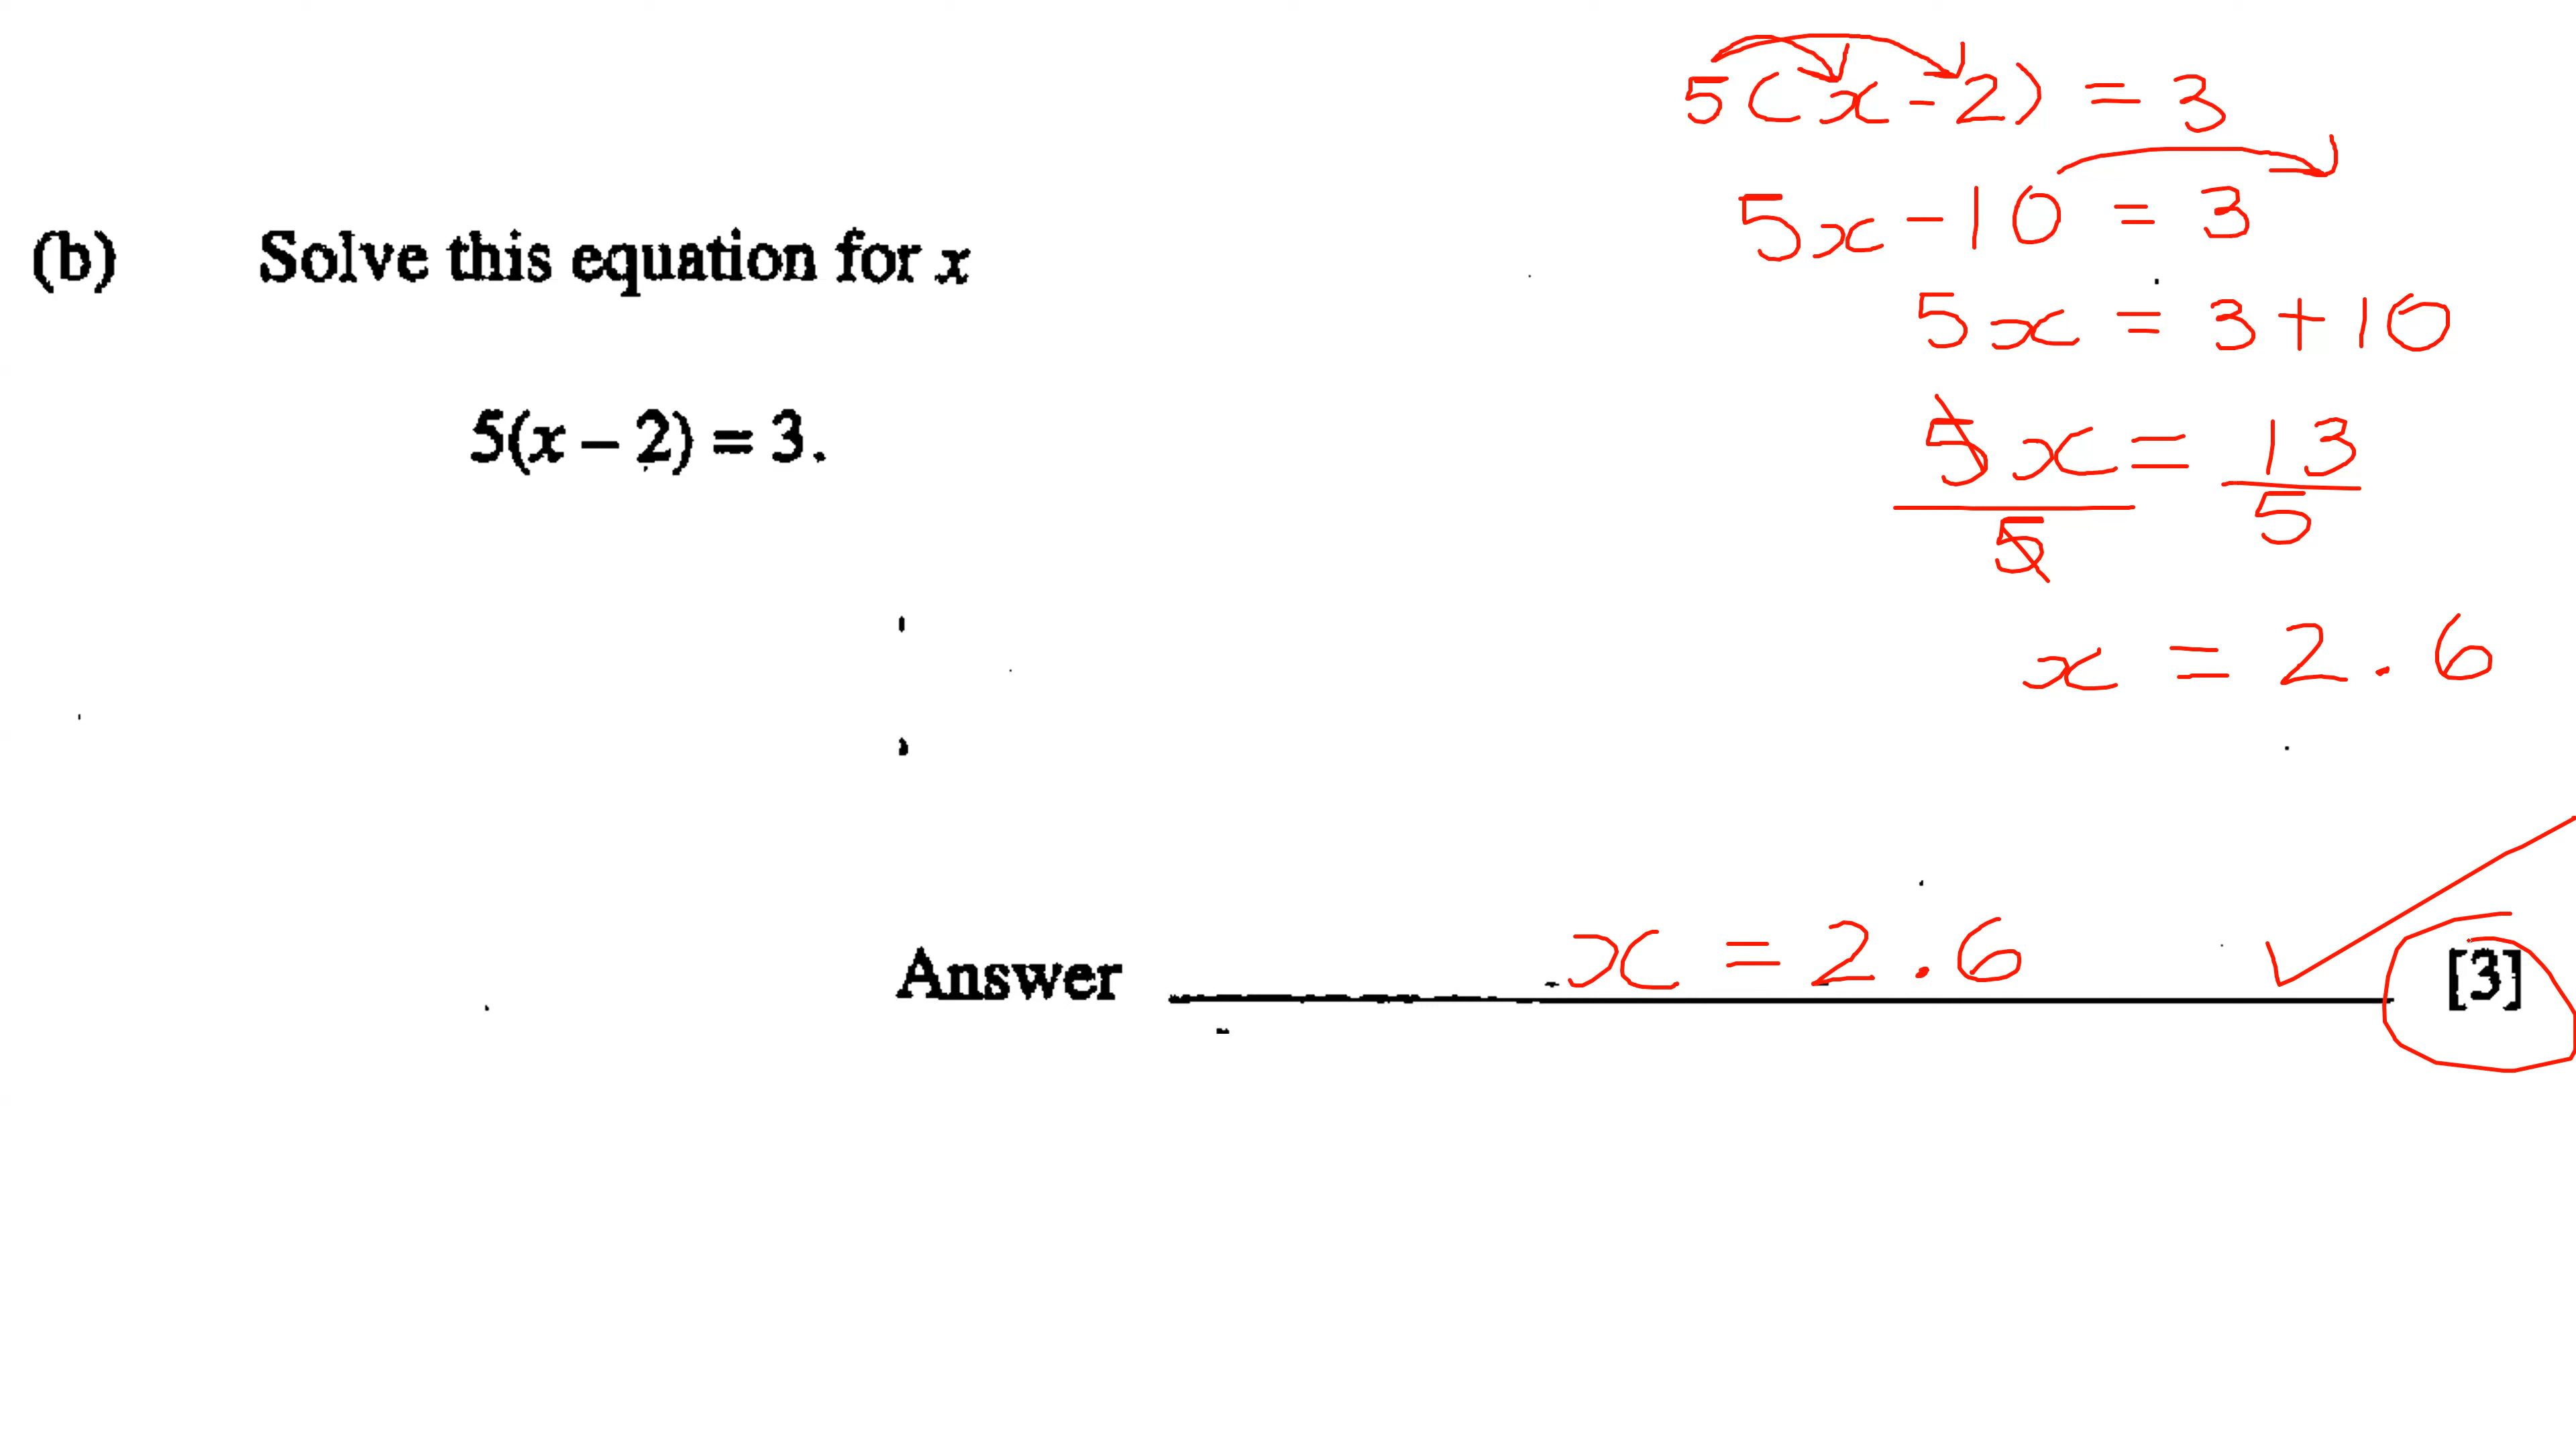 5(x-2) = 3
5x-10 = 3
(b) Solve this equation for x
5x = 3+10
5(x – 2) = 3.
5x = 13
5 5
x = 2.6
Answer x = 2.6 [3]